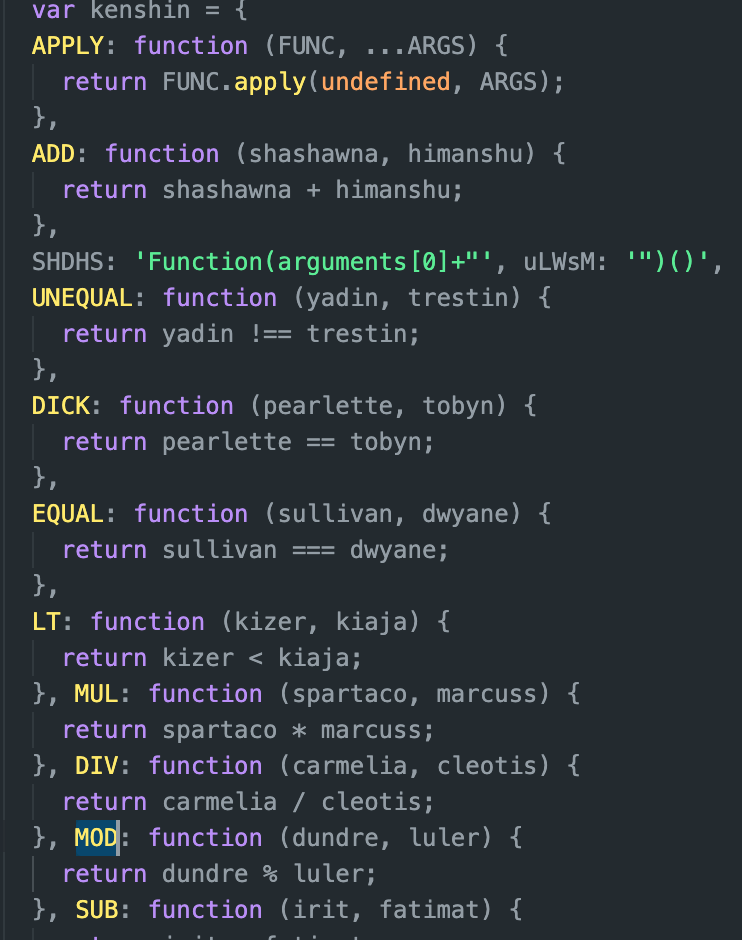 var kenshin = {
APPLY: function (FUNC, ...ARGS) {
return FUNC.apply(undefined, ARGS);
},
ADD: function (shashawna, himanshu) {
return shashawna + himanshu;
},
SHDHS: 'Function(arguments[0]+"', uLWsM: '")()',
UNEQUAL: function (yadin, trestin) {
return yadin !== trestin;
},
DICK: function (pearlette, tobyn) {
return pearlette == tobyn;
},
EQUAL: function (sullivan, dwyane) {
return sullivan === dwyane;
},
LT: function (kizer, kiaja) {
return kizer < kiaja;
}, MUL: function (spartaco, marcuss) {
return spartaco * marcuss;
}, DIV: function (carmelia, cleotis) {
return carmelia / cleotis;
}, MOD: function (dundre, luler) {
return dundre % luler;
}, SUB: function (irit, fatimat) {